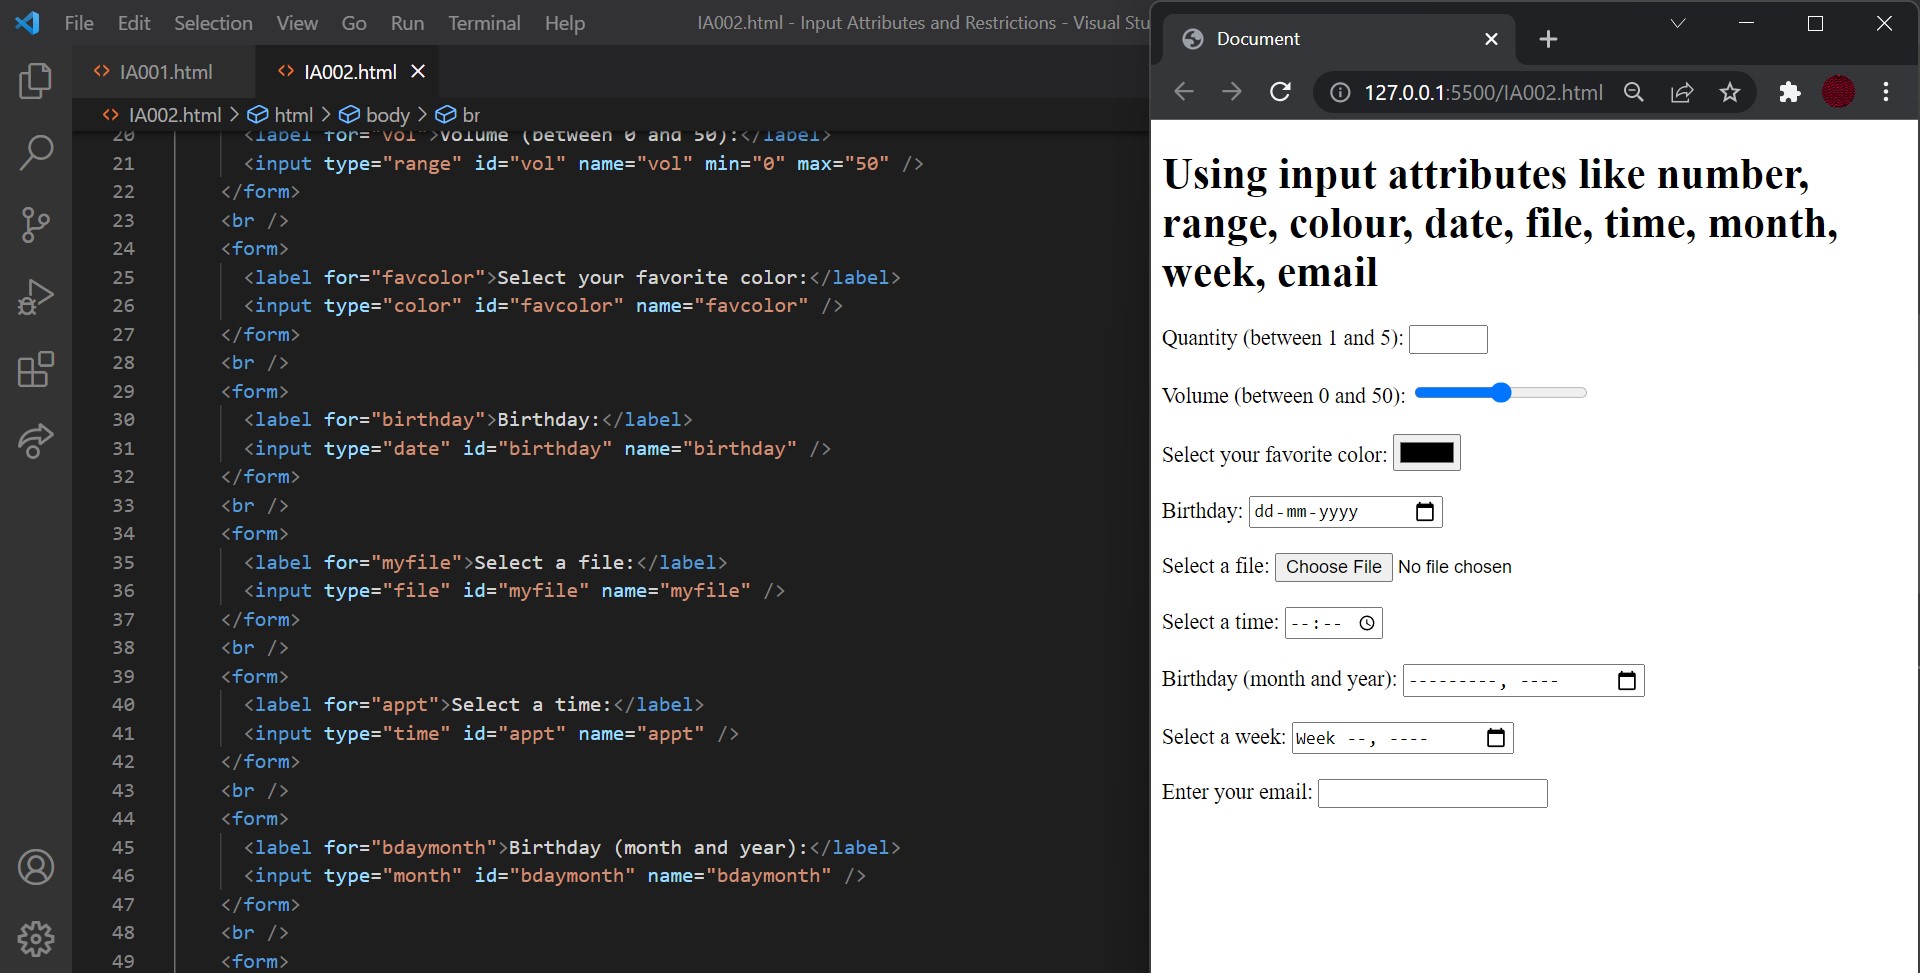 File Edit Selection View Go Run Terminal Help IA002.html - Input Attributes and Restrictions - Visual Stu
IA001.html IA002.html
IA002.html > html > body > br
20 <label for="vol">Volume (between 0 and 50):</label>
21 <input type="range" id="vol" name="vol" min="0" max="50" />
22 </form>
23 <br />
24 <form>
25 <label for="favcolor">Select your favorite color:</label>
26 <input type="color" id="favcolor" name="favcolor" />
27 </form>
28 <br />
29 <form>
30 <label for="birthday">Birthday:</label>
31 <input type="date" id="birthday" name="birthday" />
32 </form>
33 <br />
34 <form>
35 <label for="myfile">Select a file:</label>
36 <input type="file" id="myfile" name="myfile" />
37 </form>
38 <br />
39 <form>
40 <label for="appt">Select a time:</label>
41 <input type="time" id="appt" name="appt" />
42 </form>
43 <br />
44 <form>
45 <label for="bdaymonth">Birthday (month and year):</label>
46 <input type="month" id="bdaymonth" name="bdaymonth" />
47 </form>
48 <br />
49 <form>
Document
127.0.0.1:5500/IA002.html
Using input attributes like number,
range, colour, date, file, time, month,
week, email
Quantity (between 1 and 5):
Volume (between 0 and 50):
Select your favorite color:
Birthday: dd-mm-yyyy
Select a file: Choose File No file chosen
Select a time: --:--
Birthday (month and year): ---------, ----
Select a week: Week --, ----
Enter your email: